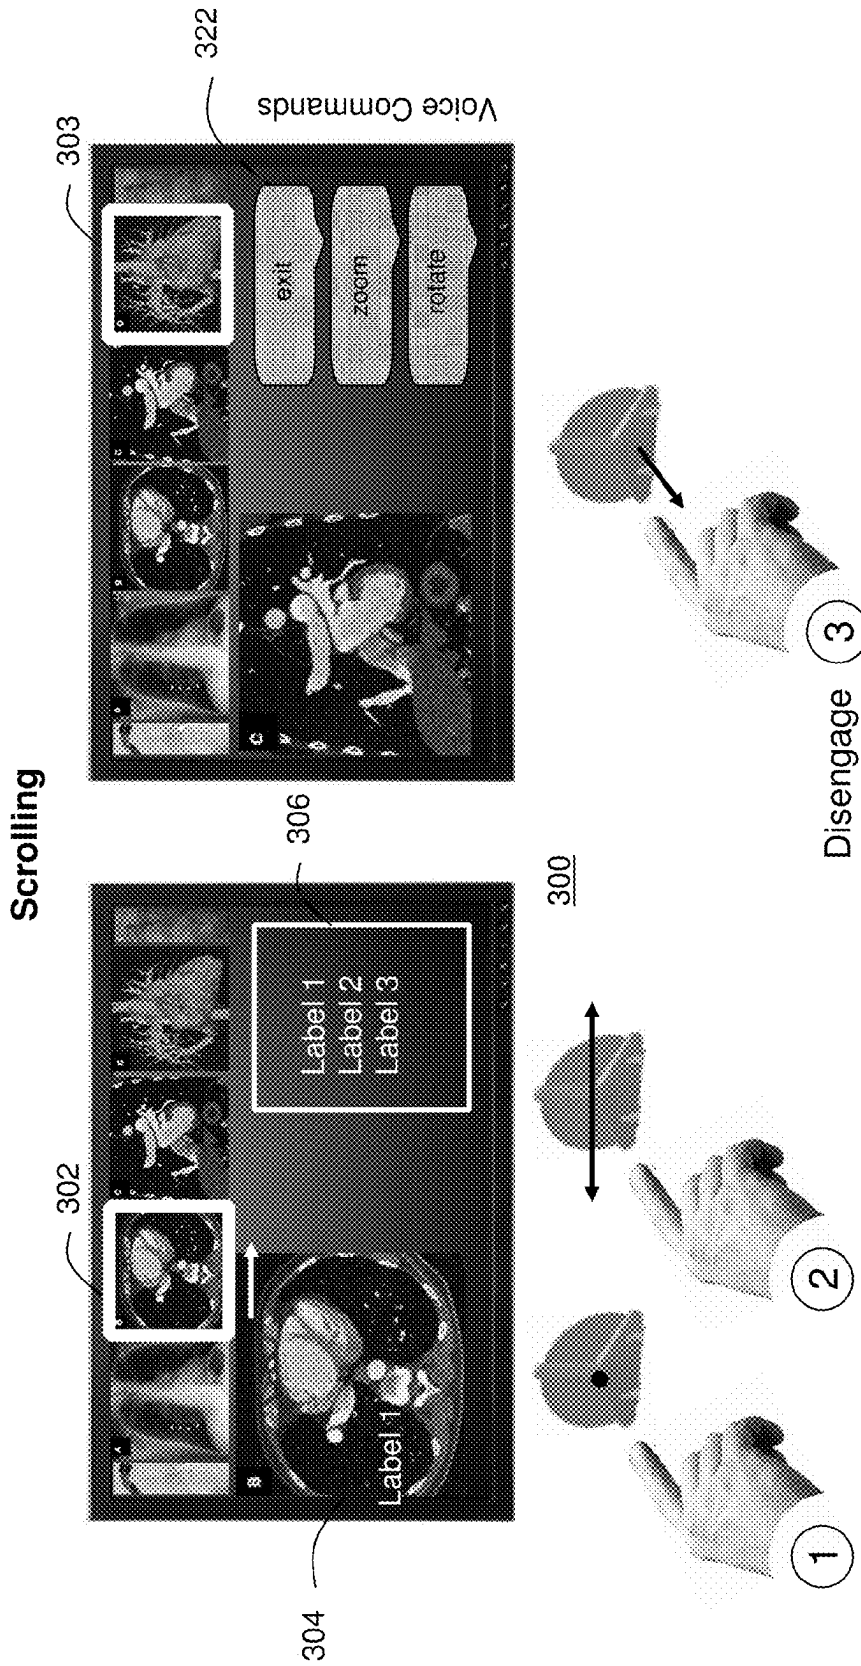 Scrolling
302
303
322
A
B
C
D
A
B
C
D
B
Label 1
Label 1
Label 2
Label 3
C
exit
zoom
rotate
Voice Commands
304
306
300
1
2
3
Disengage